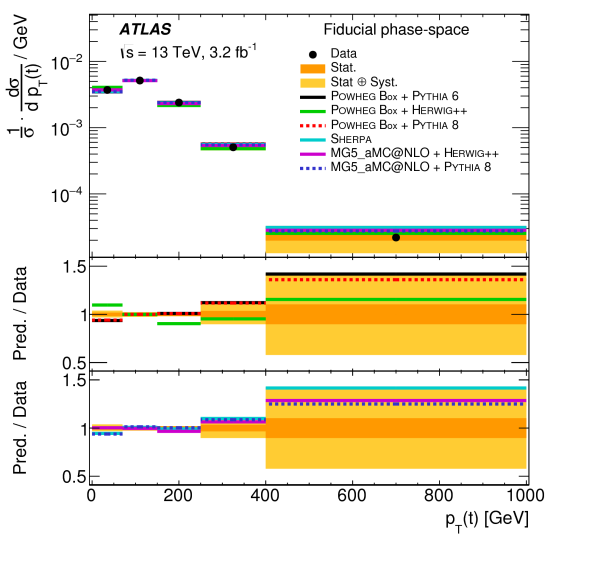 ATLAS Fiducial phase-space
√s = 13 TeV, 3.2 fb⁻¹
1/σ · dσ/d p_T(t) / GeV
10⁻²
10⁻³
10⁻⁴
Data
Stat.
Stat ⊕ Syst.
POWHEG BOX + PYTHIA 6
POWHEG BOX + HERWIG++
POWHEG BOX + PYTHIA 8
SHERPA
MG5_aMC@NLO + HERWIG++
MG5_aMC@NLO + PYTHIA 8
Pred. / Data
1.5
1
0.5
Pred. / Data
1.5
1
0.5
0 200 400 600 800 1000
p_T(t) [GeV]